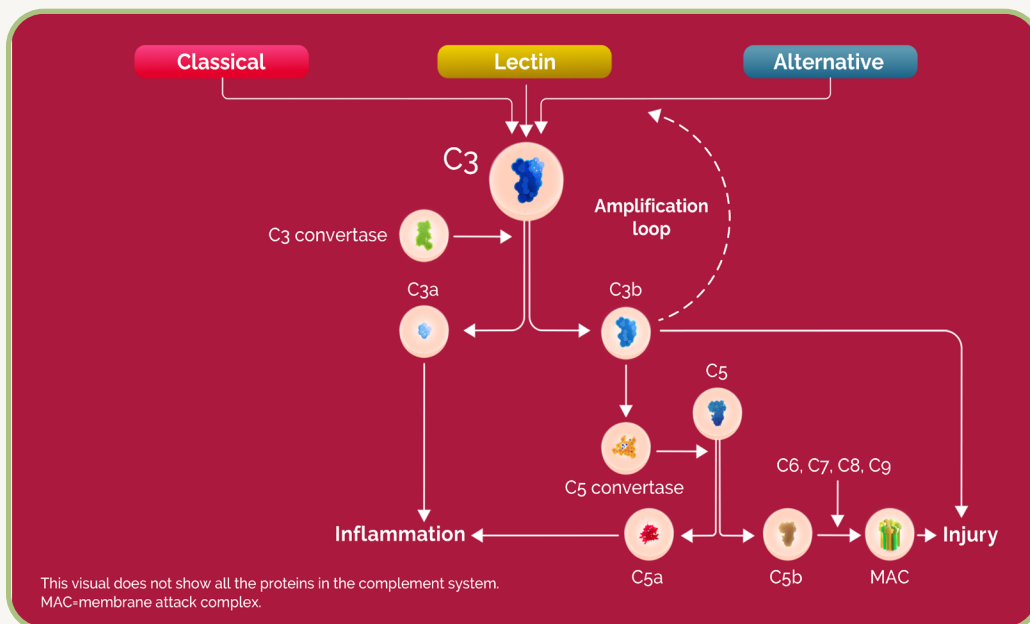 Classical
Lectin
Alternative
C3
Amplification
loop
C3 convertase
C3a
C3b
C5
C6, C7, C8, C9
C5 convertase
Inflammation
Injury
C5a
C5b
MAC
This visual does not show all the proteins in the complement system.
MAC=membrane attack complex.